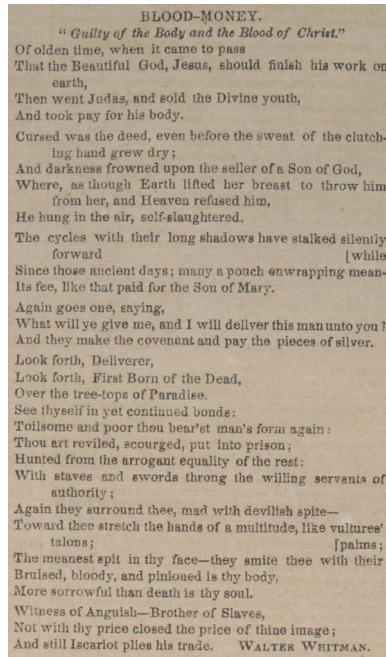 BLOOD-MONEY.
"Guilty of the Body and the Blood of Christ."
Of olden time, when it came to pass
That the Beautiful God, Jesus, should finish his work on
earth,
Then went Judas, and sold the Divine youth,
And took pay for his body.
Cursed was the deed, even before the sweat of the clutch-
ing hand grew dry;
And darkness frowned upon the seller of a Son of God,
Where, as though Earth lifted her breast to throw him
from her, and Heaven refused him,
He hung in the air, self-slaughtered.
The cycles with their long shadows have stalked silently
forward [while
Since those ancient days; many a pouch enwrapping mean-
Its fee, like that paid for the Son of Mary.
Again goes one, saying,
What will ye give me, and I will deliver this man unto you?
And they make the covenant and pay the pieces of silver.
Look forth, Deliverer,
Look forth, First Born of the Dead,
Over the tree-tops of Paradise.
See thyself in yet continued bonds:
Toilsome and poor thou bear'st man's form again:
Thou art reviled, scourged, put into prison;
Hunted from the arrogant equality of the rest:
With staves and swords throng the willing servants of
authority;
Again they surround thee, mad with devilish spite—
Toward thee stretch the hands of a multitude, like vultures'
talons; [palms;
The meanest spit in thy face—they smite thee with their
Bruised, bloody, and pinioned is thy body,
More sorrowful than death is thy soul.
Witness of Anguish—Brother of Slaves,
Not with thy price closed the price of thine image;
And still Iscariot plies his trade. WALTER WHITMAN.